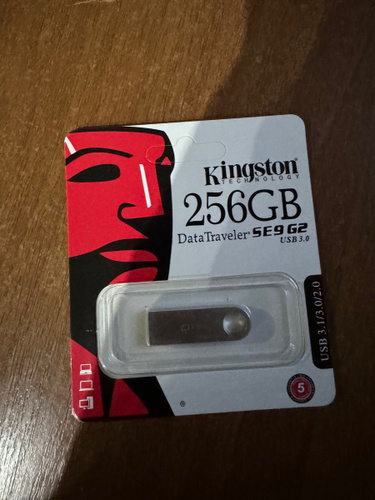 Kingston
TECHNOLOGY
256GB
DataTraveler® SE9 G2
USB 3.0
USB 3.1/3.0/2.0
5
®